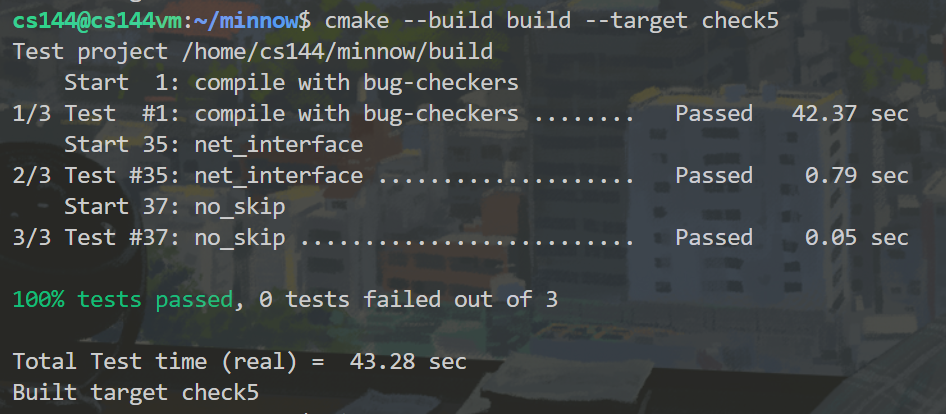 cs144@cs144vm:~/minnow$ cmake --build build --target check5
Test project /home/cs144/minnow/build
    Start  1: compile with bug-checkers
1/3 Test  #1: compile with bug-checkers ........   Passed   42.37 sec
    Start 35: net_interface
2/3 Test #35: net_interface ....................   Passed    0.79 sec
    Start 37: no_skip
3/3 Test #37: no_skip ..........................   Passed    0.05 sec

100% tests passed, 0 tests failed out of 3

Total Test time (real) =  43.28 sec
Built target check5